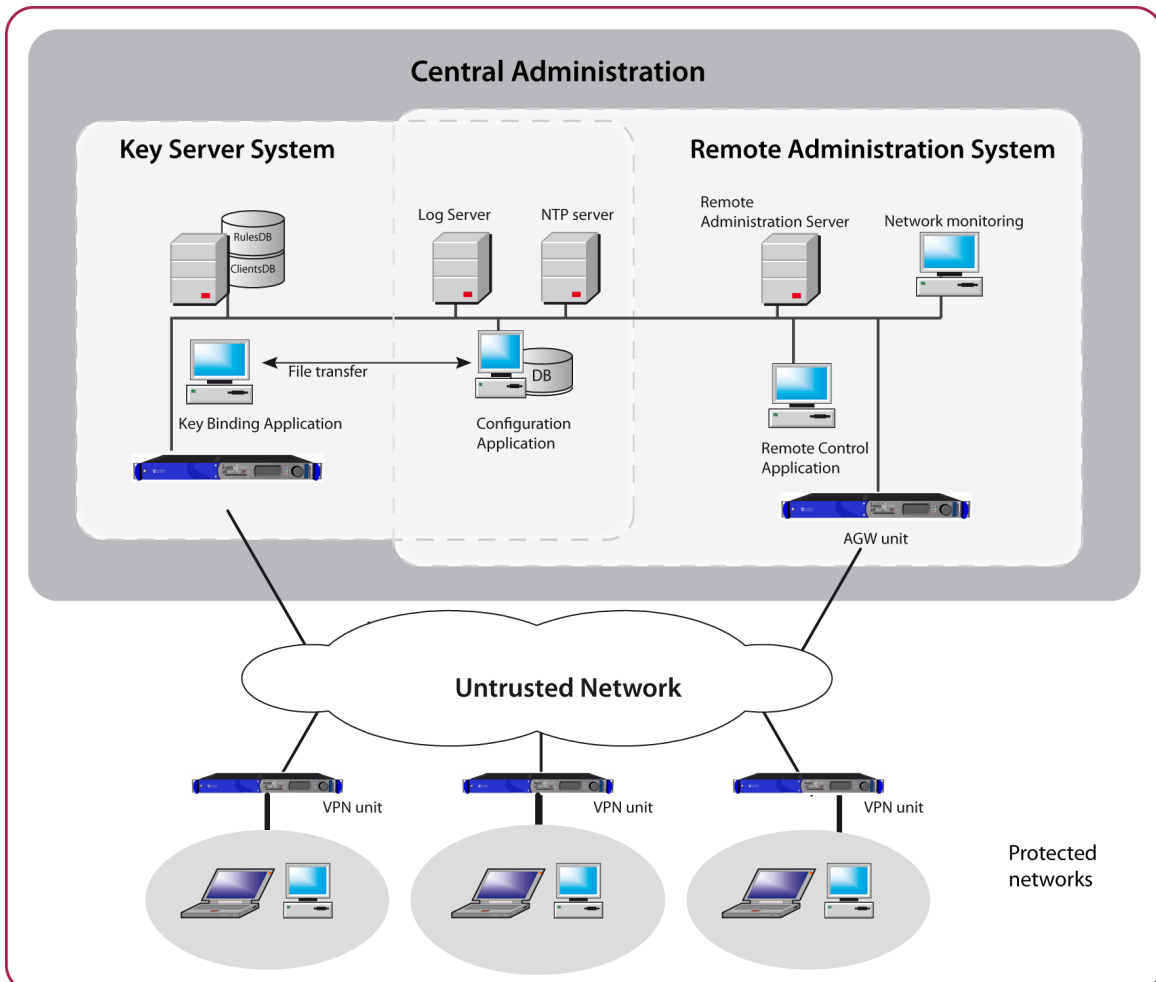 Central Administration
Key Server System
Remote Administration System
RulesDB
ClientsDB
Log Server
NTP server
Remote
Administration Server
Network monitoring
File transfer
DB
Key Binding Application
Configuration
Application
Remote Control
Application
AGW unit
Untrusted Network
VPN unit
VPN unit
VPN unit
Protected
networks